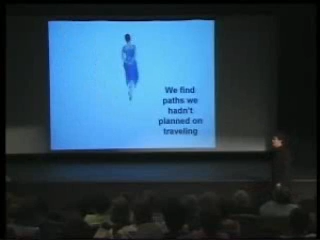 We find
paths we
hadn't
planned on
traveling